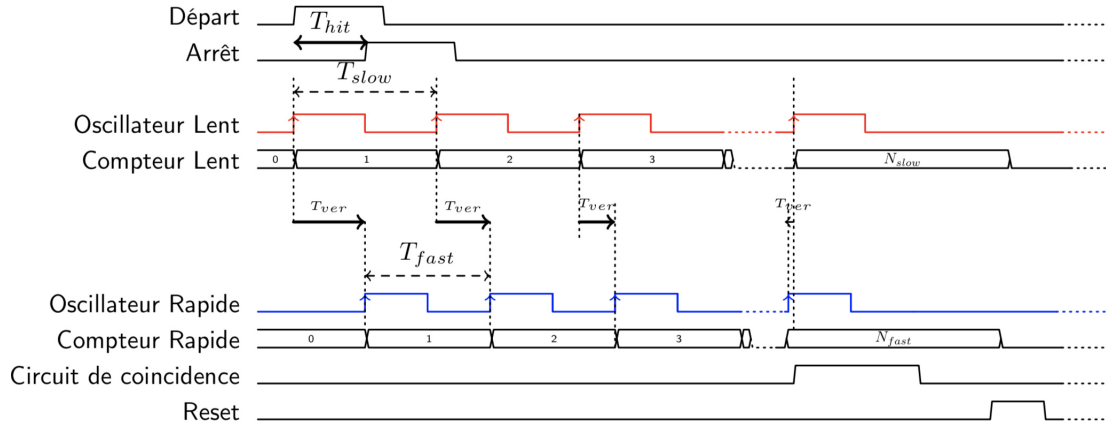 Départ
T_hit
Arrêt
T_slow
Oscillateur Lent
Compteur Lent 0 1 2 3 N_slow
T_ver T_ver T_ver T_ver
T_fast
Oscillateur Rapide
Compteur Rapide 0 1 2 3 N_fast
Circuit de coincidence
Reset